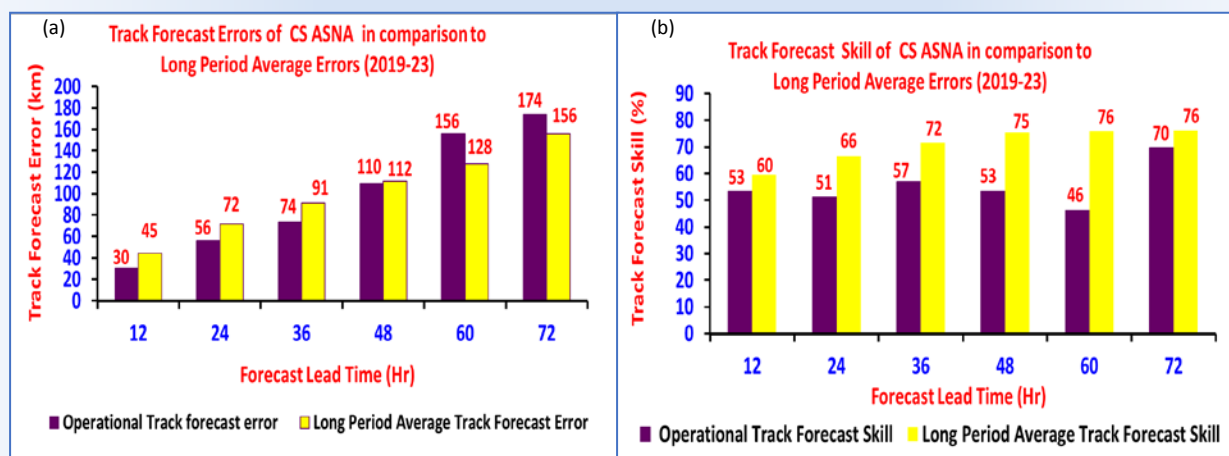 (a)
Track Forecast Errors of CS ASNA in comparison to
Long Period Average Errors (2019-23)
Track Forecast Error (km)
200
180
160
140
120
100
80
60
40
20
0
30 45
56 72
74 91
110 112
156 128
174 156
12 24 36 48 60 72
Forecast Lead Time (Hr)
Operational Track forecast error Long Period Average Track Forecast Error
(b)
Track Forecast Skill of CS ASNA in comparison to
Long Period Average Errors (2019-23)
Track Forecast Skill (%)
90
80
70
60
50
40
30
20
10
0
53 60
51 66
57 72
53 75
46 76
70 76
12 24 36 48 60 72
Forecast Lead Time (Hr)
Operational Track Forecast Skill Long Period Average Track Forecast Skill